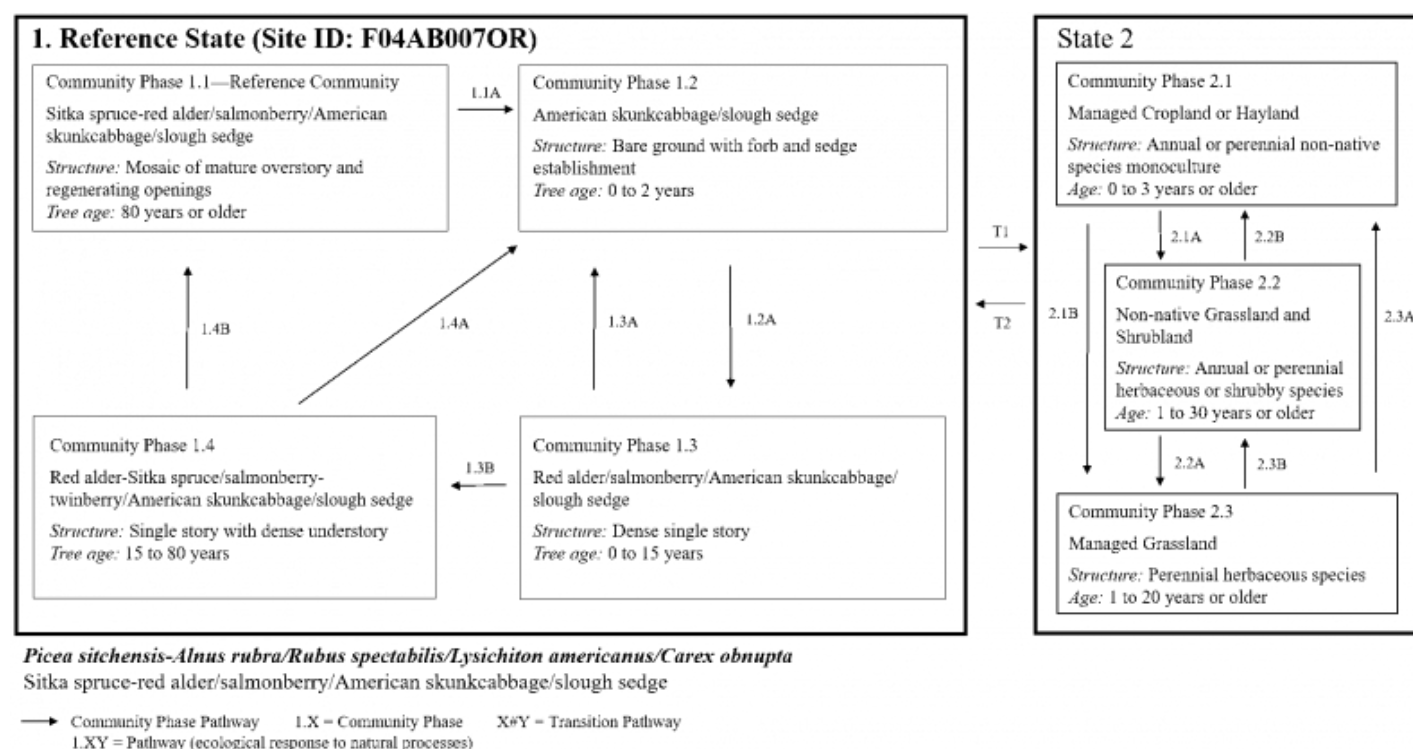 1. Reference State (Site ID: F04AB007OR)
Community Phase 1.1—Reference Community
Sitka spruce-red alder/salmonberry/American
skunkcabbage/slough sedge
Structure: Mosaic of mature overstory and
regenerating openings
Tree age: 80 years or older
1.1A
Community Phase 1.2
American skunkcabbage/slough sedge
Structure: Bare ground with forb and sedge
establishment
Tree age: 0 to 2 years
1.4B
1.4A
1.3A
1.2A
Community Phase 1.4
Red alder-Sitka spruce/salmonberry-
twinberry/American skunkcabbage/slough sedge
Structure: Single story with dense understory
Tree age: 15 to 80 years
1.3B
Community Phase 1.3
Red alder/salmonberry/American skunkcabbage/
slough sedge
Structure: Dense single story
Tree age: 0 to 15 years
T1
T2
State 2
Community Phase 2.1
Managed Cropland or Hayland
Structure: Annual or perennial non-native
species monoculture
Age: 0 to 3 years or older
2.1A
2.2B
2.1B
Community Phase 2.2
Non-native Grassland and
Shrubland
Structure: Annual or perennial
herbaceous or shrubby species
Age: 1 to 30 years or older
2.3A
2.2A
2.3B
Community Phase 2.3
Managed Grassland
Structure: Perennial herbaceous species
Age: 1 to 20 years or older
Picea sitchensis-Alnus rubra/Rubus spectabilis/Lysichiton americanus/Carex obnupta
Sitka spruce-red alder/salmonberry/American skunkcabbage/slough sedge
Community Phase Pathway 1.X = Community Phase X#Y = Transition Pathway
1.XY = Pathway (ecological response to natural processes)